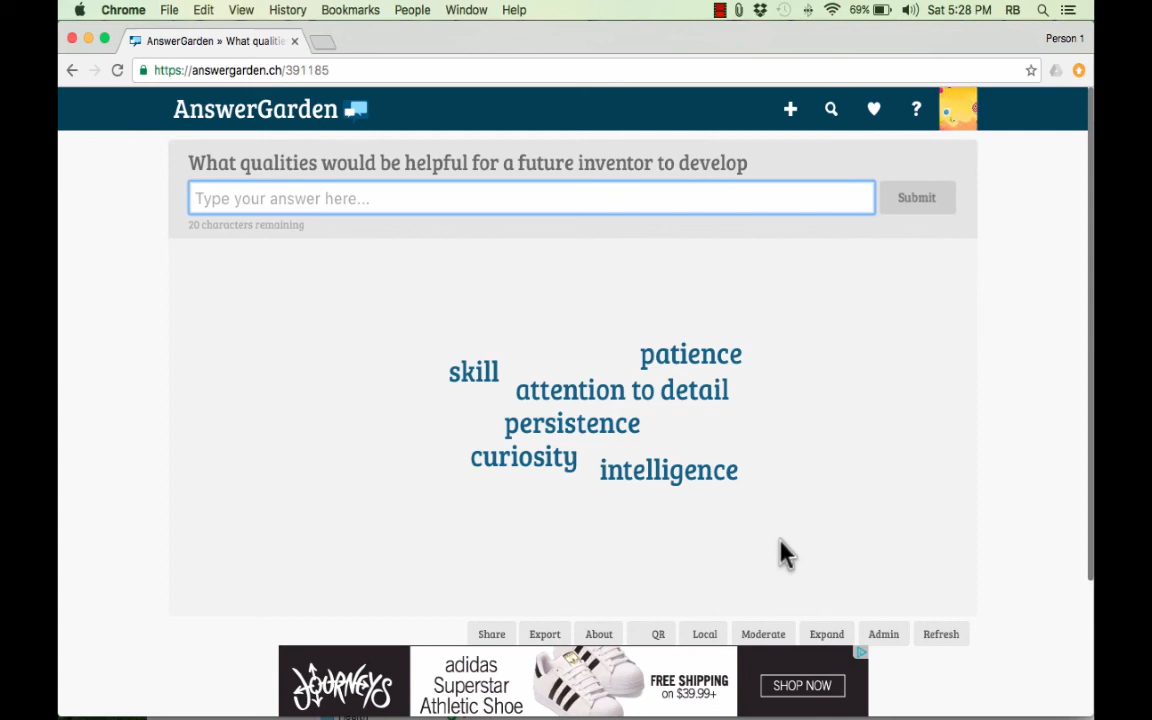 Chrome File Edit View History Bookmarks People Window Help 69% Sat 5:28 PM RB
AnswerGarden » What qualitie Person 1
https://answergarden.ch/391185
AnswerGarden
What qualities would be helpful for a future inventor to develop
Type your answer here... Submit
20 characters remaining
patience
skill
attention to detail
persistence
curiosity
intelligence
Share Export About QR Local Moderate Expand Admin Refresh
JOURNEYS
adidas
Superstar
Athletic Shoe
FREE SHIPPING
on $39.99+
SHOP NOW